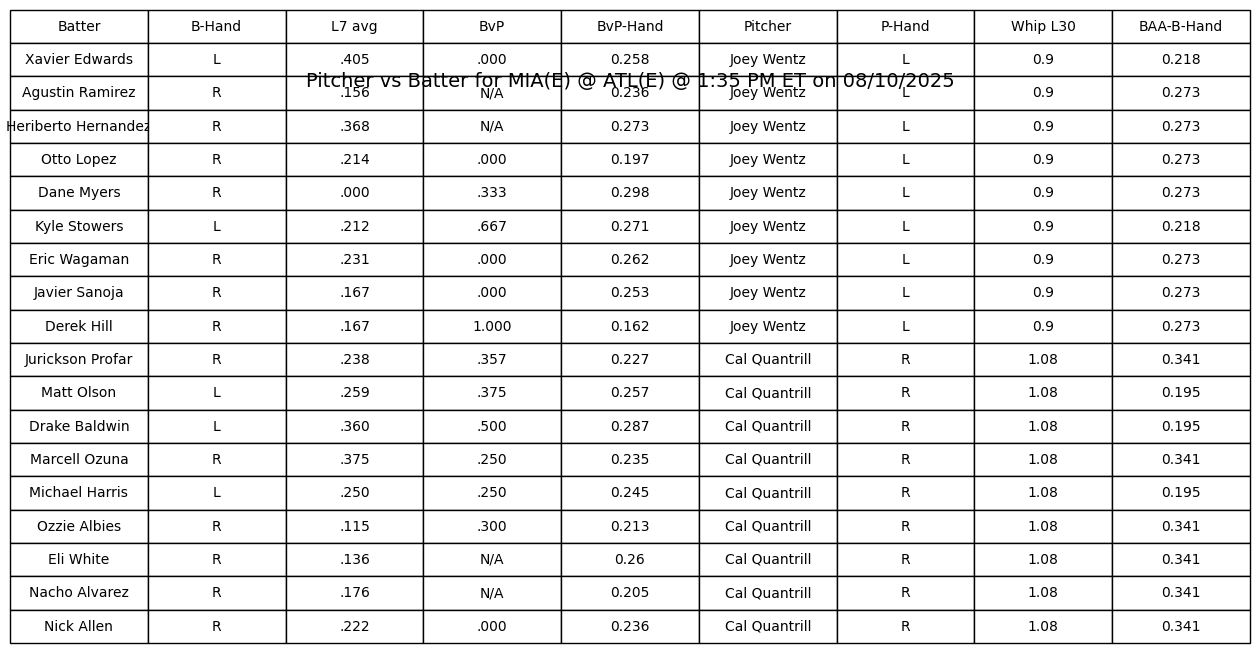 Batter B-Hand L7 avg BvP BvP-Hand Pitcher P-Hand Whip L30 BAA-B-Hand
Xavier Edwards L .405 .000 0.258 Joey Wentz L 0.9 0.218
Pitcher vs Batter for MIA(E) @ ATL(E) @ 1:35 PM ET on 08/10/2025
Agustin Ramirez R .156 N/A 0.236 Joey Wentz L 0.9 0.273
Heriberto Hernandez R .368 N/A 0.273 Joey Wentz L 0.9 0.273
Otto Lopez R .214 .000 0.197 Joey Wentz L 0.9 0.273
Dane Myers R .000 .333 0.298 Joey Wentz L 0.9 0.273
Kyle Stowers L .212 .667 0.271 Joey Wentz L 0.9 0.218
Eric Wagaman R .231 .000 0.262 Joey Wentz L 0.9 0.273
Javier Sanoja R .167 .000 0.253 Joey Wentz L 0.9 0.273
Derek Hill R .167 1.000 0.162 Joey Wentz L 0.9 0.273
Jurickson Profar R .238 .357 0.227 Cal Quantrill R 1.08 0.341
Matt Olson L .259 .375 0.257 Cal Quantrill R 1.08 0.195
Drake Baldwin L .360 .500 0.287 Cal Quantrill R 1.08 0.195
Marcell Ozuna R .375 .250 0.235 Cal Quantrill R 1.08 0.341
Michael Harris L .250 .250 0.245 Cal Quantrill R 1.08 0.195
Ozzie Albies R .115 .300 0.213 Cal Quantrill R 1.08 0.341
Eli White R .136 N/A 0.26 Cal Quantrill R 1.08 0.341
Nacho Alvarez R .176 N/A 0.205 Cal Quantrill R 1.08 0.341
Nick Allen R .222 .000 0.236 Cal Quantrill R 1.08 0.341